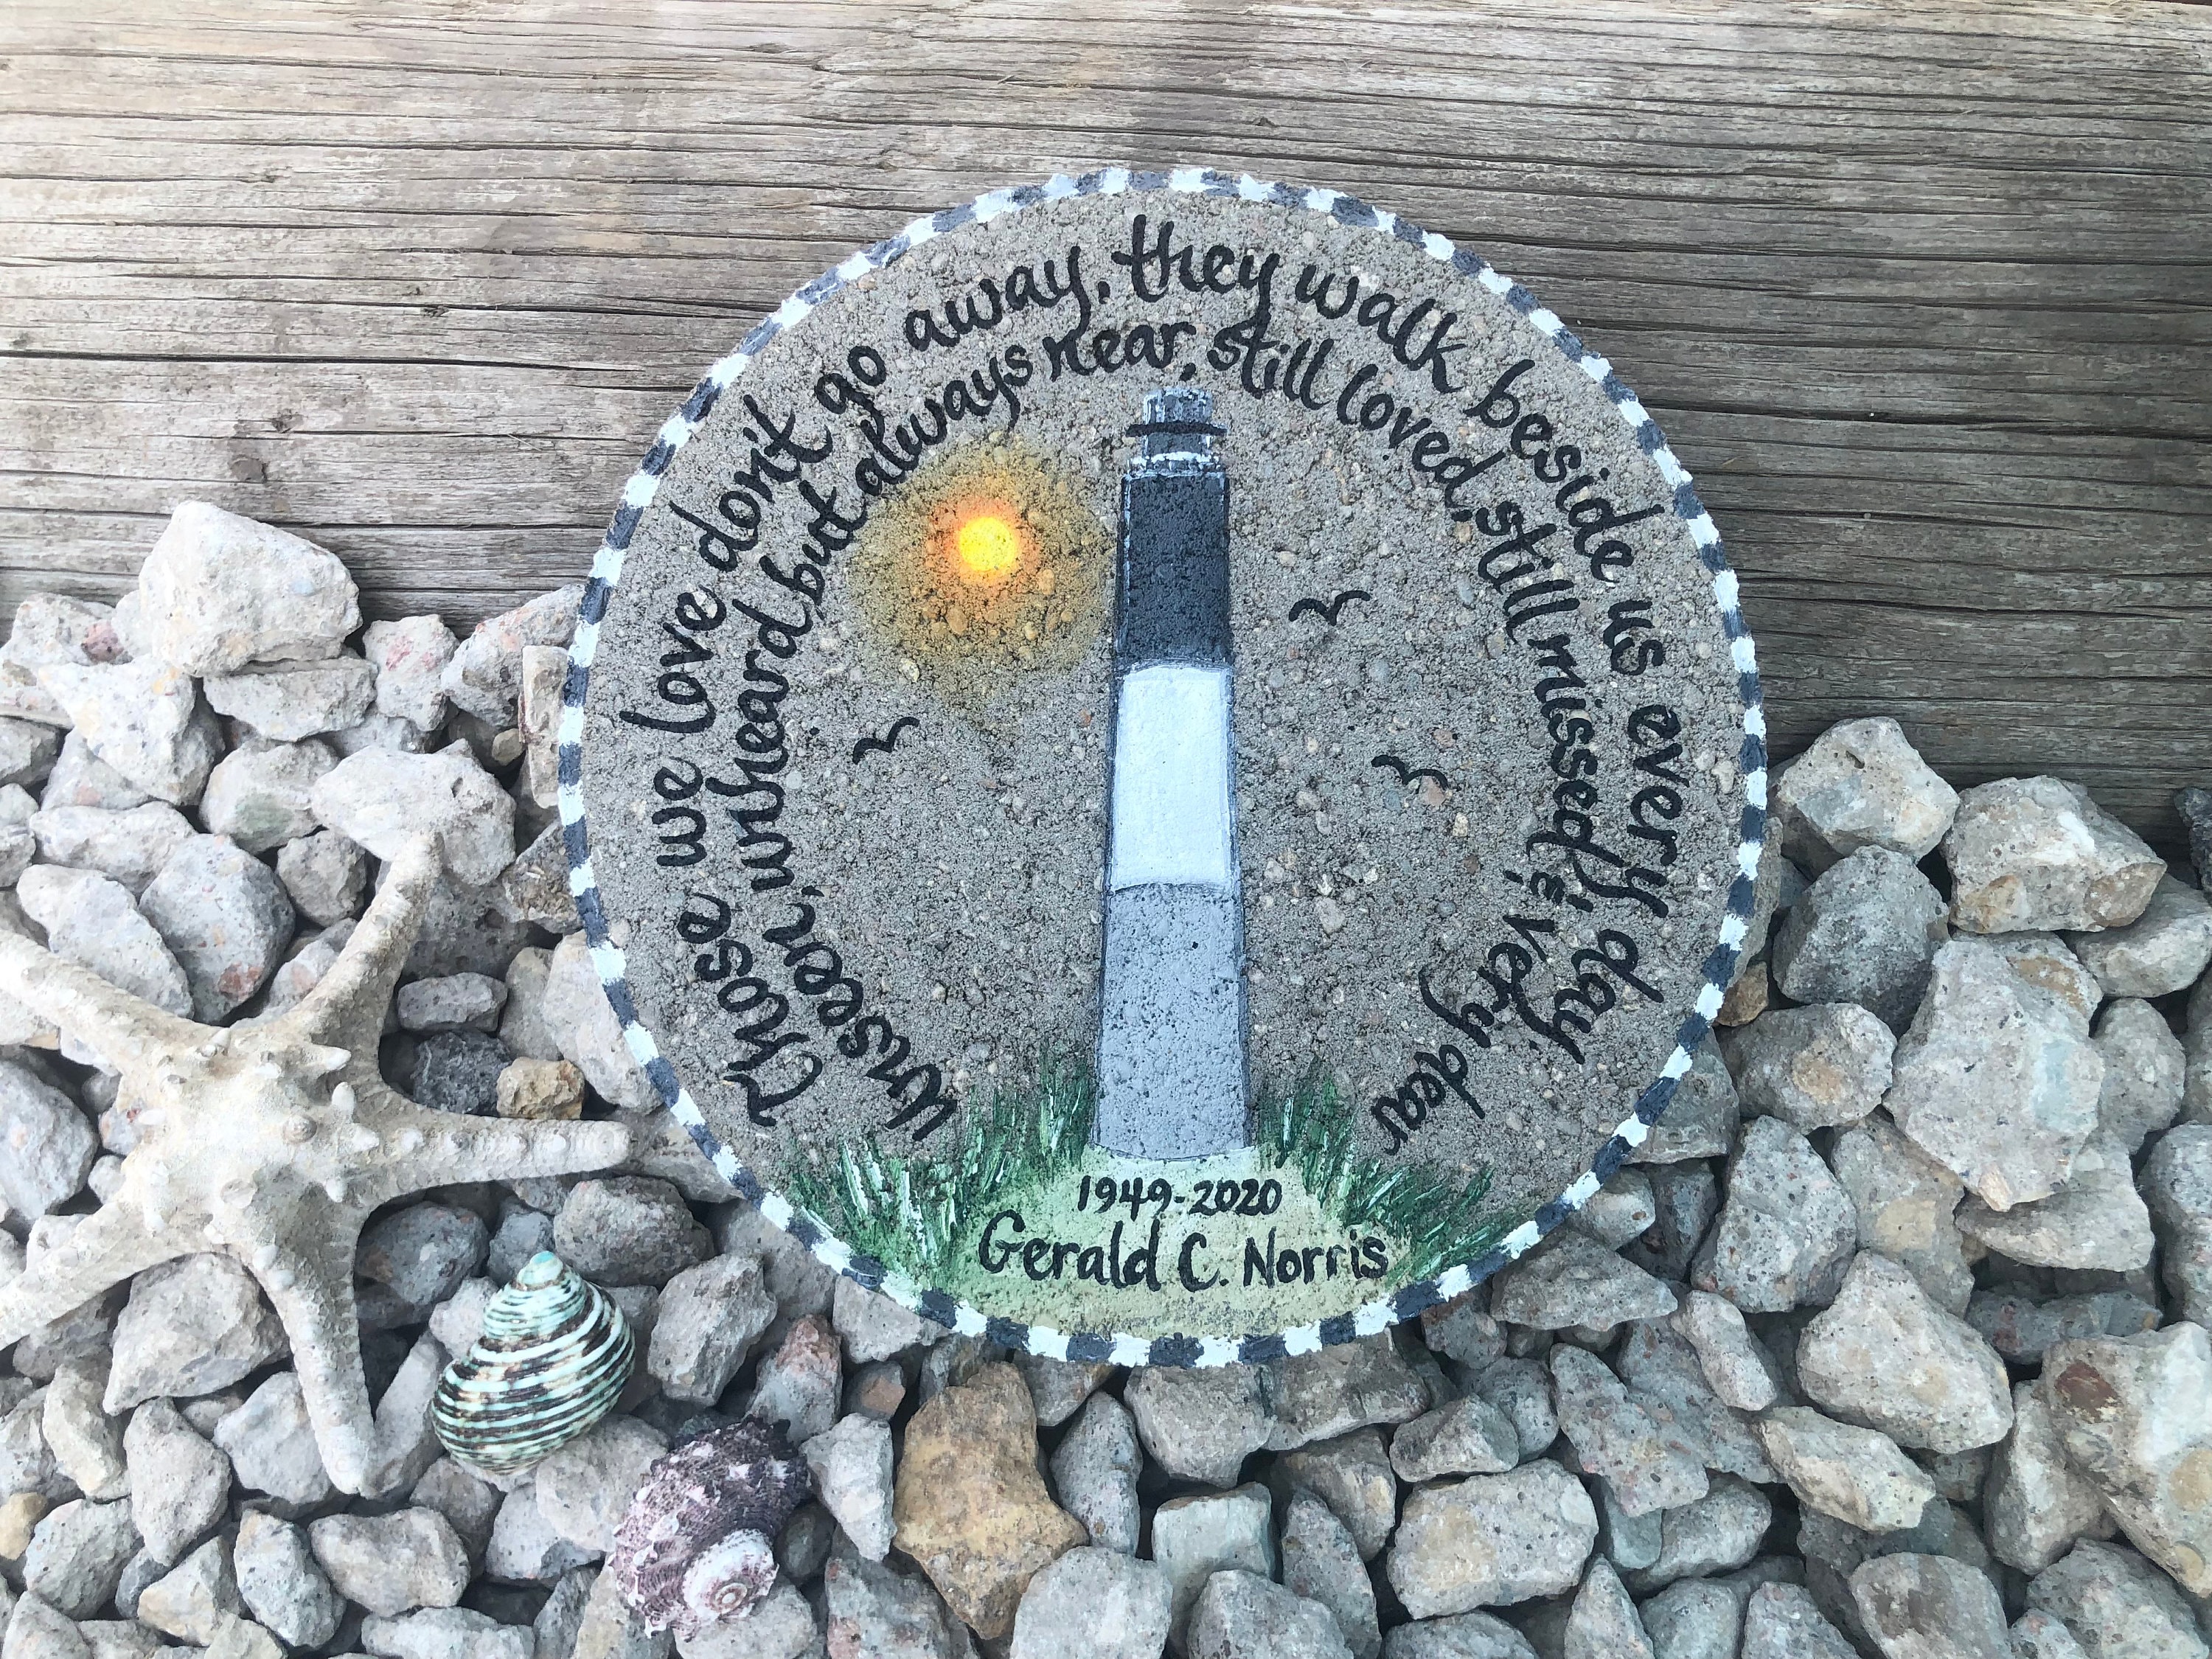 Those we love don't go away, they walk beside us every day.
Unseen, unheard but always near, still loved, still missed & very dear
1949-2020
Gerald C. Norris